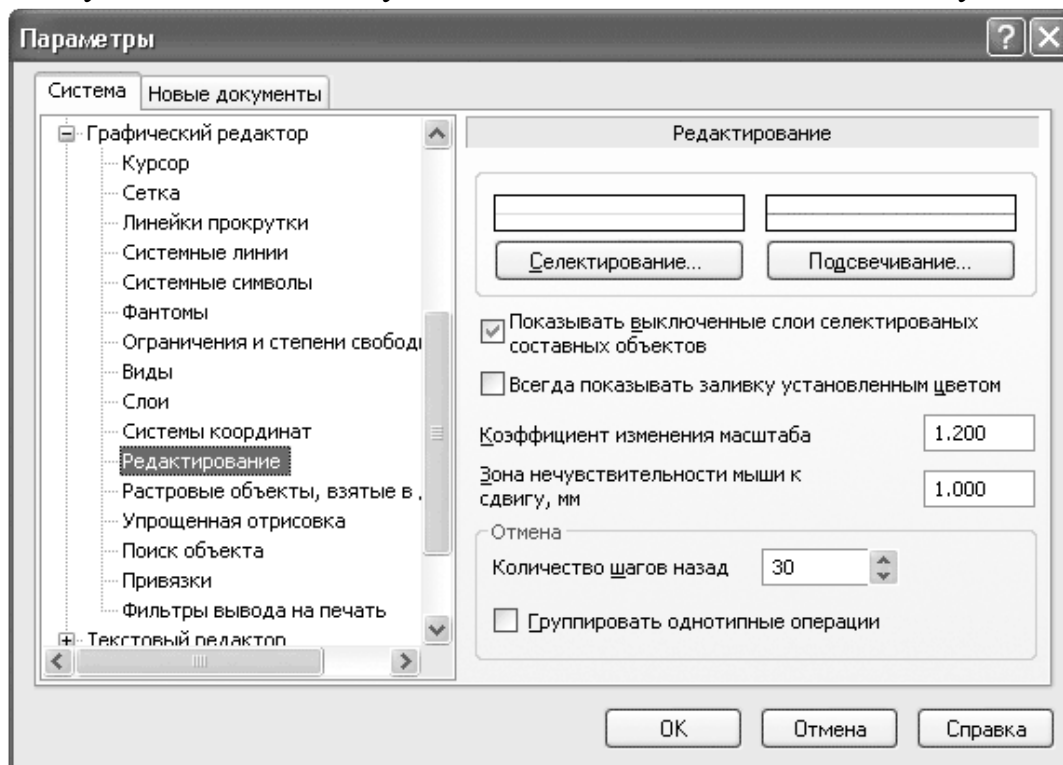 Параметры
Система
Новые документы
Графический редактор
Курсор
Сетка
Линейки прокрутки
Системные линии
Системные символы
Фантомы
Ограничения и степени свободы
Виды
Слои
Системы координат
Редактирование
Растровые объекты, взятые в
Упрощенная отрисовка
Поиск объекта
Привязки
Фильтры вывода на печать
Текстовый редактор
Редактирование
Селектирование...
Подсвечивание...
Показывать выключенные слои селектированых
составных объектов
Всегда показывать заливку установленным цветом
Коэффициент изменения масштаба
1.200
Зона нечувствительности мыши к
сдвигу, мм
1.000
Отмена
Количество шагов назад
30
Группировать однотипные операции
OK
Отмена
Справка